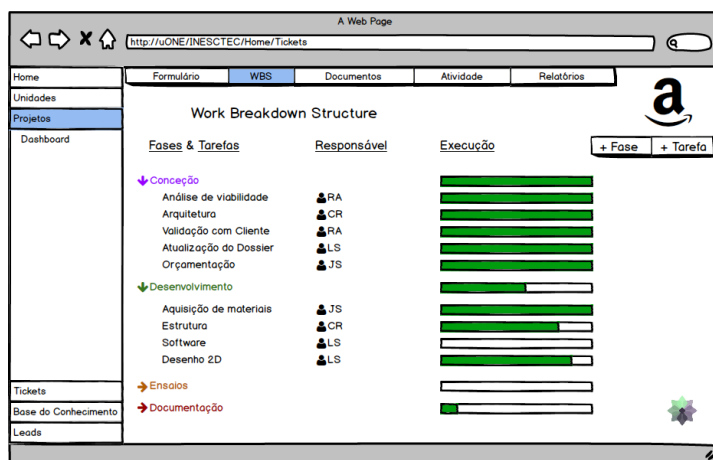 A Web Page
http://uONE/INESCTEC/Home/Tickets
Home
Unidades
Projetos
Dashboard
Tickets
Base do Conhecimento
Leads
Formulário WBS Documentos Atividade Relatórios
a
Work Breakdown Structure
+ Fase + Tarefa
Fases & Tarefas Responsável Execução
Conceção
Análise de viabilidade RA
Arquitetura CR
Validação com Cliente RA
Atualização do Dossier LS
Orçamentação JS
Desenvolvimento
Aquisição de materiais JS
Estrutura CR
Software LS
Desenho 2D LS
Ensaios
Documentação